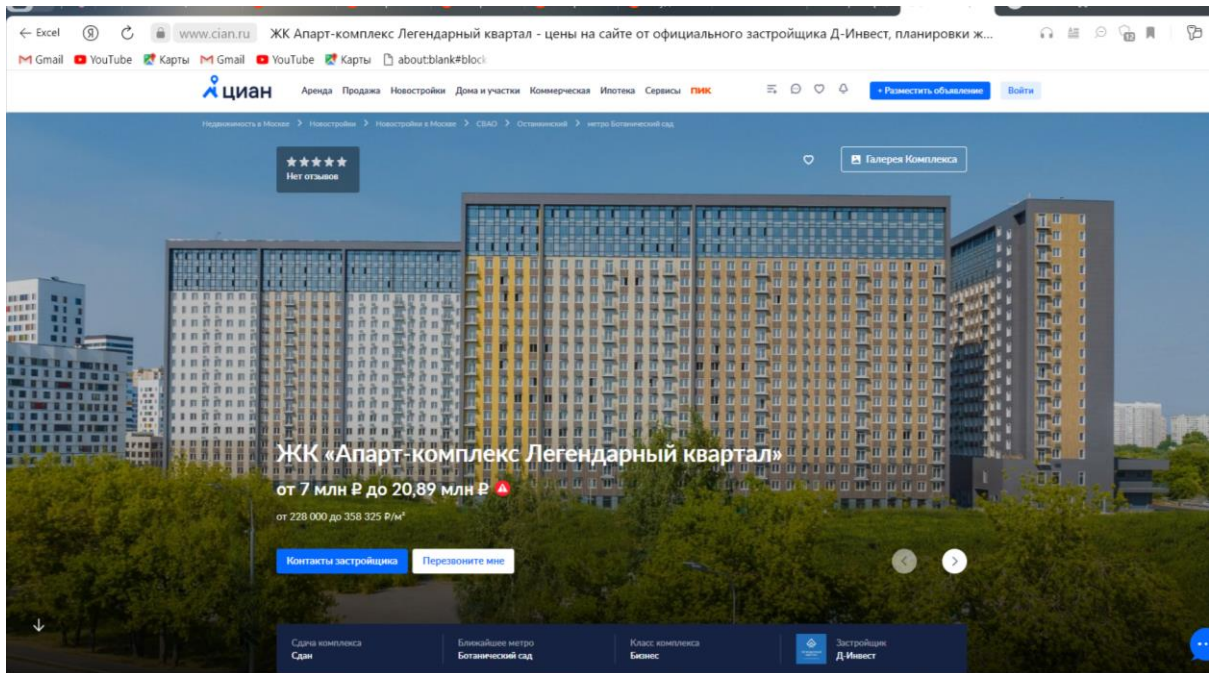 ← Excel
www.cian.ru ЖК Апарт-комплекс Легендарный квартал - цены на сайте от официального застройщика Д-Инвест, планировки ж...
Gmail YouTube Карты Gmail YouTube Карты about:blank#block
циан Аренда Продажа Новостройки Дома и участки Коммерческая Ипотека Сервисы ПИК + Разместить объявление Войти
Недвижимость в Москве > Новостройки > Новостройки в Москве > СВАО > Останкинский > метро Ботанический сад
Нет отзывов
Галерея Комплекса
ЖК «Апарт-комплекс Легендарный квартал»
от 7 млн ₽ до 20,89 млн ₽
от 228 000 до 358 325 ₽/м²
Контакты застройщика Перезвоните мне
Сдача комплекса Ближайшее метро Класс комплекса Застройщик
Сдан Ботанический сад Бизнес Д-Инвест